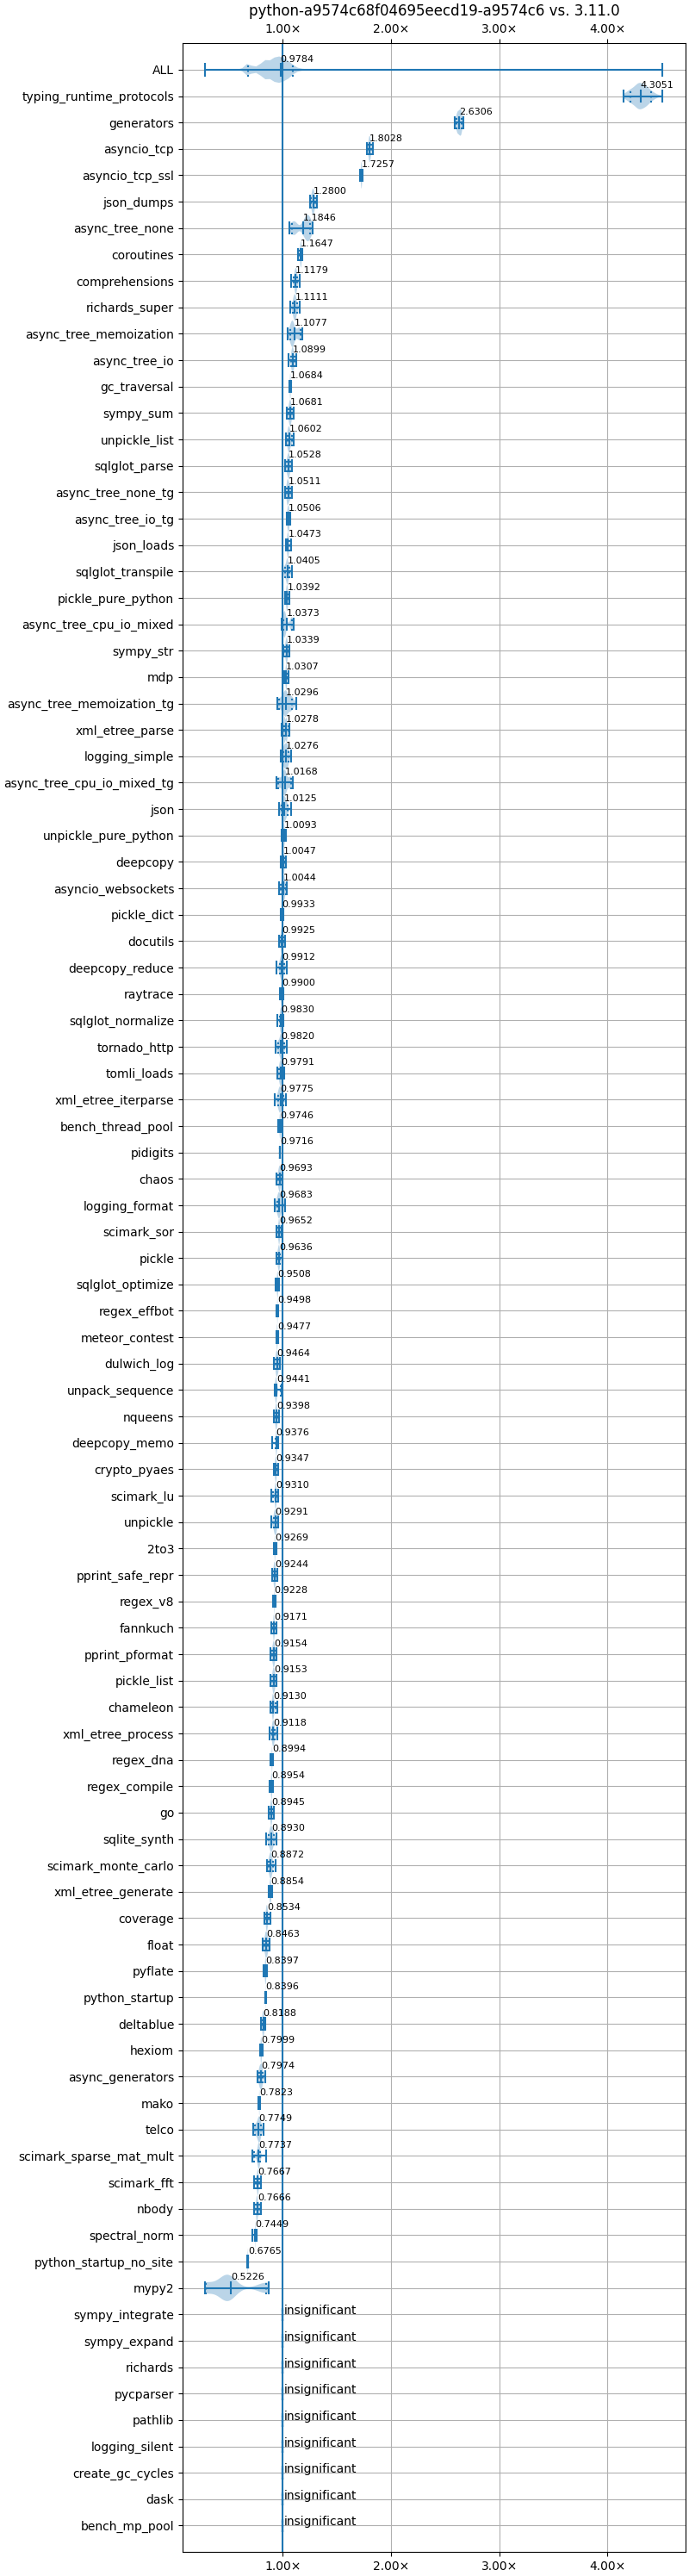 python-a9574c68f04695eecd19-a9574c6 vs. 3.11.0
1.00× 2.00× 3.00× 4.00×
ALL 0.9784
typing_runtime_protocols 4.3051
generators 2.6306
asyncio_tcp 1.8028
asyncio_tcp_ssl 1.7257
json_dumps 1.2800
async_tree_none 1.1846
coroutines 1.1647
comprehensions 1.1179
richards_super 1.1111
async_tree_memoization 1.1077
async_tree_io 1.0899
gc_traversal 1.0684
sympy_sum 1.0681
unpickle_list 1.0602
sqlglot_parse 1.0528
async_tree_none_tg 1.0511
async_tree_io_tg 1.0506
json_loads 1.0473
sqlglot_transpile 1.0405
pickle_pure_python 1.0392
async_tree_cpu_io_mixed 1.0373
sympy_str 1.0339
mdp 1.0307
async_tree_memoization_tg 1.0296
xml_etree_parse 1.0278
logging_simple 1.0276
async_tree_cpu_io_mixed_tg 1.0168
json 1.0125
unpickle_pure_python 1.0093
deepcopy 1.0047
asyncio_websockets 1.0044
pickle_dict 0.9933
docutils 0.9925
deepcopy_reduce 0.9912
raytrace 0.9900
sqlglot_normalize 0.9830
tornado_http 0.9820
tomli_loads 0.9791
xml_etree_iterparse 0.9775
bench_thread_pool 0.9746
pidigits 0.9716
chaos 0.9693
logging_format 0.9683
scimark_sor 0.9652
pickle 0.9636
sqlglot_optimize 0.9508
regex_effbot 0.9498
meteor_contest 0.9477
dulwich_log 0.9464
unpack_sequence 0.9441
nqueens 0.9398
deepcopy_memo 0.9376
crypto_pyaes 0.9347
scimark_lu 0.9310
unpickle 0.9291
2to3 0.9269
pprint_safe_repr 0.9244
regex_v8 0.9228
fannkuch 0.9171
pprint_pformat 0.9154
pickle_list 0.9153
chameleon 0.9130
xml_etree_process 0.9118
regex_dna 0.8994
regex_compile 0.8954
go 0.8945
sqlite_synth 0.8930
scimark_monte_carlo 0.8872
xml_etree_generate 0.8854
coverage 0.8534
float 0.8463
pyflate 0.8397
python_startup 0.8396
deltablue 0.8188
hexiom 0.7999
async_generators 0.7974
mako 0.7823
telco 0.7749
scimark_sparse_mat_mult 0.7737
scimark_fft 0.7667
nbody 0.7666
spectral_norm 0.7449
python_startup_no_site 0.6765
mypy2 0.5226
sympy_integrate insignificant
sympy_expand insignificant
richards insignificant
pycparser insignificant
pathlib insignificant
logging_silent insignificant
create_gc_cycles insignificant
dask insignificant
bench_mp_pool insignificant
1.00× 2.00× 3.00× 4.00×